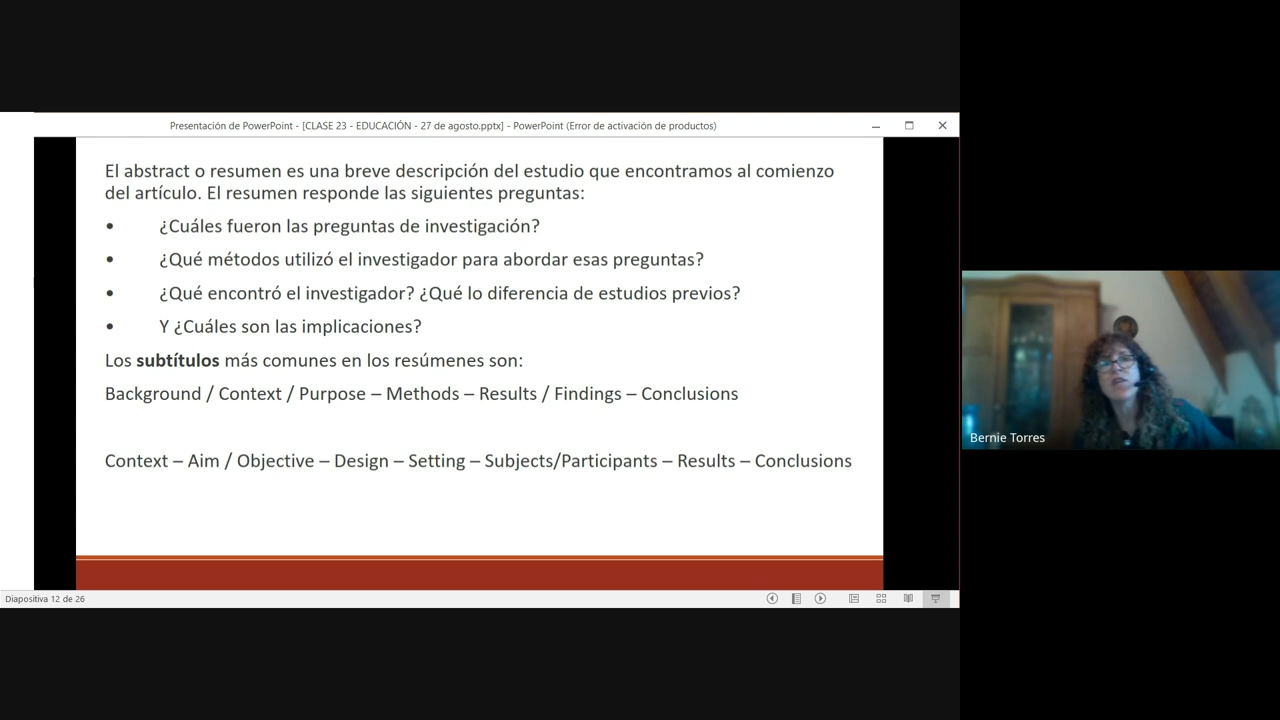 Presentación de PowerPoint - [CLASE 23 - EDUCACIÓN - 27 de agosto.pptx] - PowerPoint (Error de activación de productos)
El abstract o resumen es una breve descripción del estudio que encontramos al comienzo
del artículo. El resumen responde las siguientes preguntas:
• ¿Cuáles fueron las preguntas de investigación?
• ¿Qué métodos utilizó el investigador para abordar esas preguntas?
• ¿Qué encontró el investigador? ¿Qué lo diferencia de estudios previos?
• Y ¿Cuáles son las implicaciones?
Los subtítulos más comunes en los resúmenes son:
Background / Context / Purpose – Methods – Results / Findings – Conclusions
Context – Aim / Objective – Design – Setting – Subjects/Participants – Results – Conclusions
Diapositiva 12 de 26
Bernie Torres